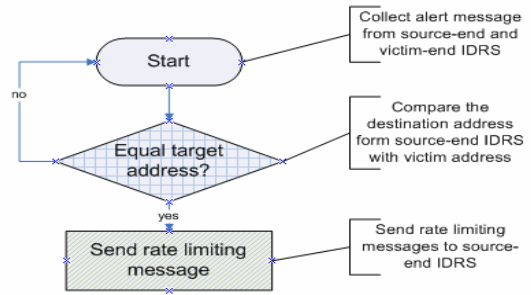 Start
Collect alert message
from source-end and
victim-end IDRS
no
Equal target
address?
Compare the
destination address
form source-end IDRS
with victim address
yes
Send rate limiting
message
Send rate limiting
messages to source-
end IDRS